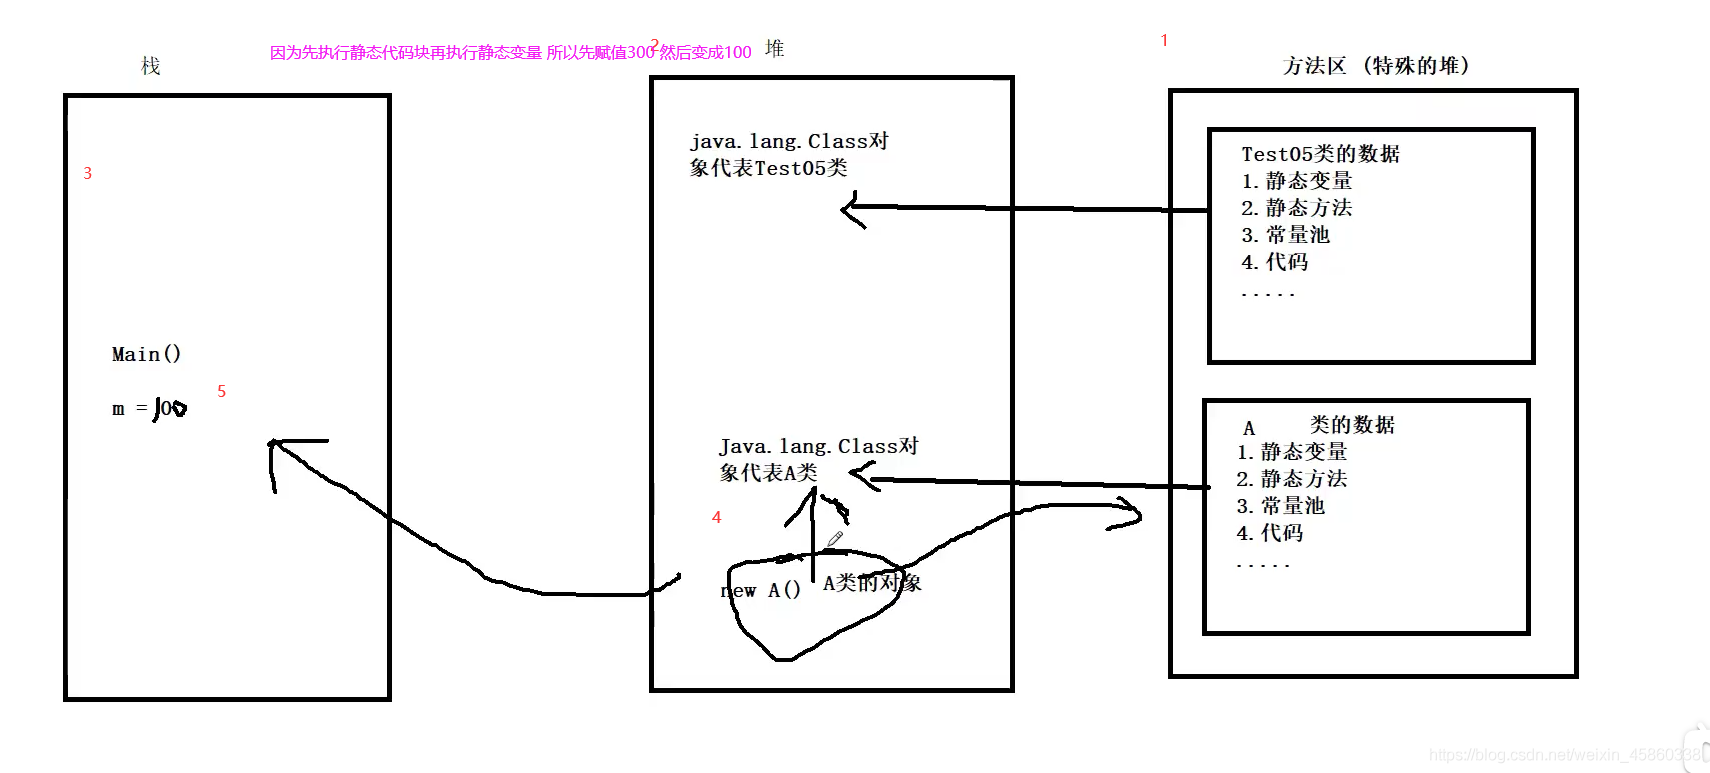 因为先执行静态代码块再执行静态变量 所以先赋值300 然后变成100
栈
3
Main()
m =100
5
2
堆
java.lang.Class对
象代表Test05类
Java.lang.Class对
象代表A类
4
new A()
A类的对象
1
方法区 (特殊的堆)
Test05类的数据
1.静态变量
2.静态方法
3.常量池
4.代码
.....
A 类的数据
1.静态变量
2.静态方法
3.常量池
4.代码
.....